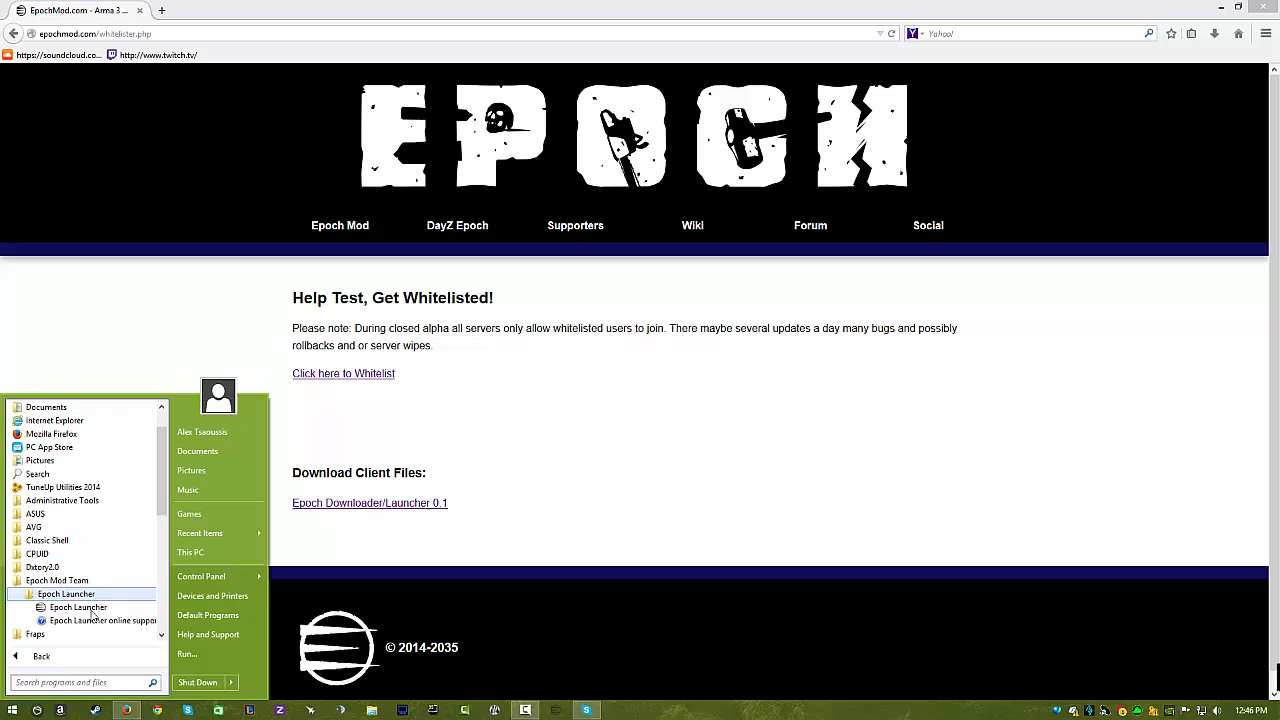 EpochMod.com - Arma 3 ...
epochmod.com/whitelister.php
Yahoo!
https://soundcloud.co...
http://www.twitch.tv/
EPOCH
Epoch Mod
DayZ Epoch
Supporters
Wiki
Forum
Social
Help Test, Get Whitelisted!
Please note: During closed alpha all servers only allow whitelisted users to join. There maybe several updates a day many bugs and possibly
rollbacks and or server wipes.
Click here to Whitelist
Download Client Files:
Epoch Downloader/Launcher 0.1
© 2014-2035
Documents
Internet Explorer
Mozilla Firefox
PC App Store
Pictures
Search
TuneUp Utilities 2014
Administrative Tools
ASUS
AVG
Classic Shell
CPUID
Dxtory2.0
Epoch Mod Team
Epoch Launcher
Epoch Launcher
Epoch Launcher online suppor
Fraps
Back
Search programs and files
Alex Tsaoussis
Documents
Pictures
Music
Games
Recent Items
This PC
Control Panel
Devices and Printers
Default Programs
Help and Support
Run...
Shut Down
12:46 PM